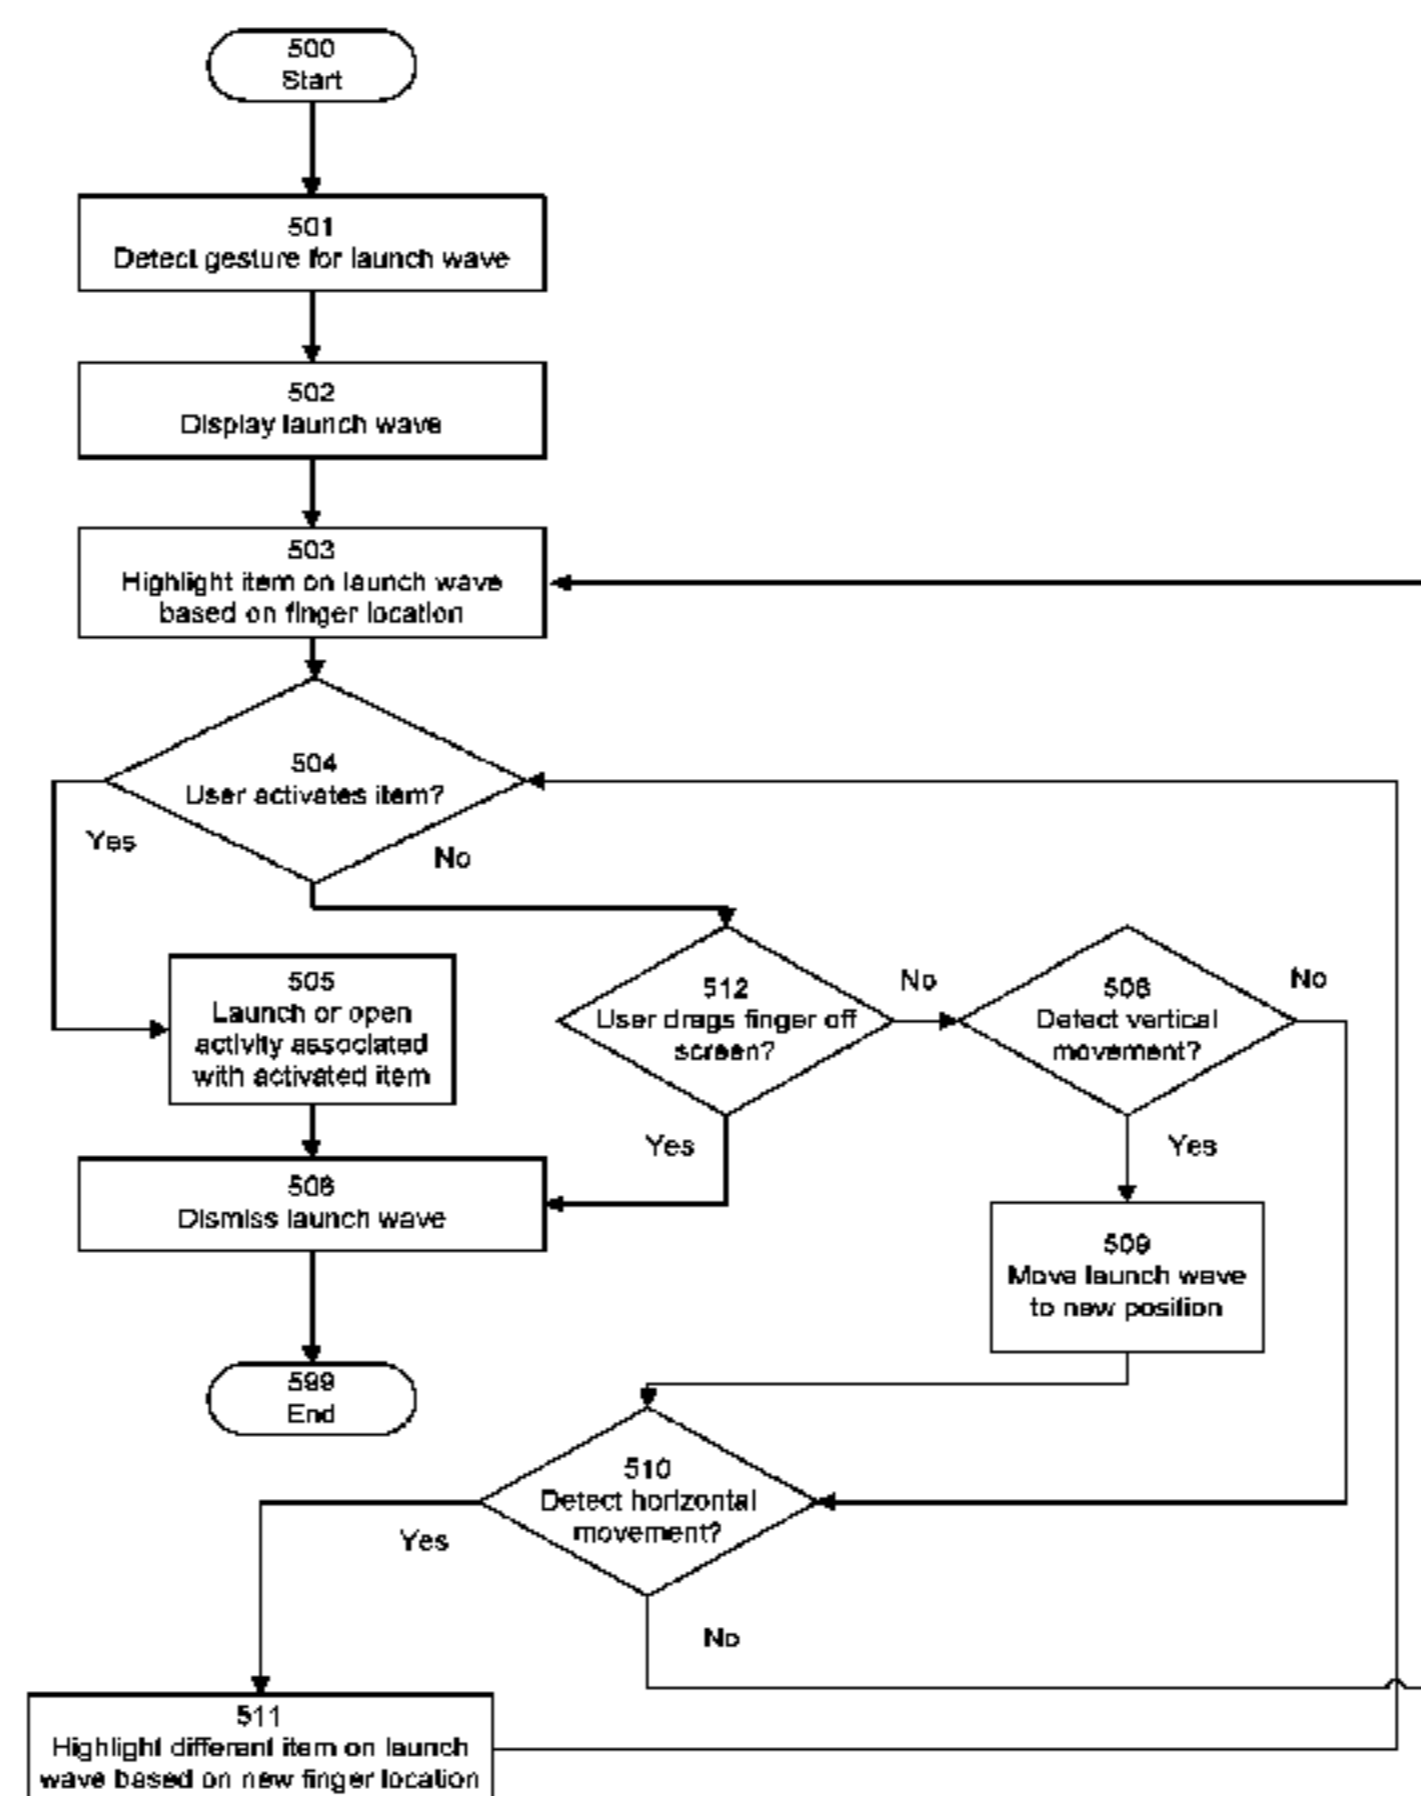 500
Start
501
Detect gesture for launch wave
502
Display launch wave
503
Highlight item on launch wave
based on finger location
504
User activates item?
Yes
No
505
Launch or open
activity associated
with activated item
512
User drags finger off
screen?
No
508
Detect vertical
movement?
No
Yes
Yes
506
Dismiss launch wave
509
Move launch wave
to new position
599
End
510
Detect horizontal
movement?
Yes
No
511
Highlight different item on launch
wave based on new finger location